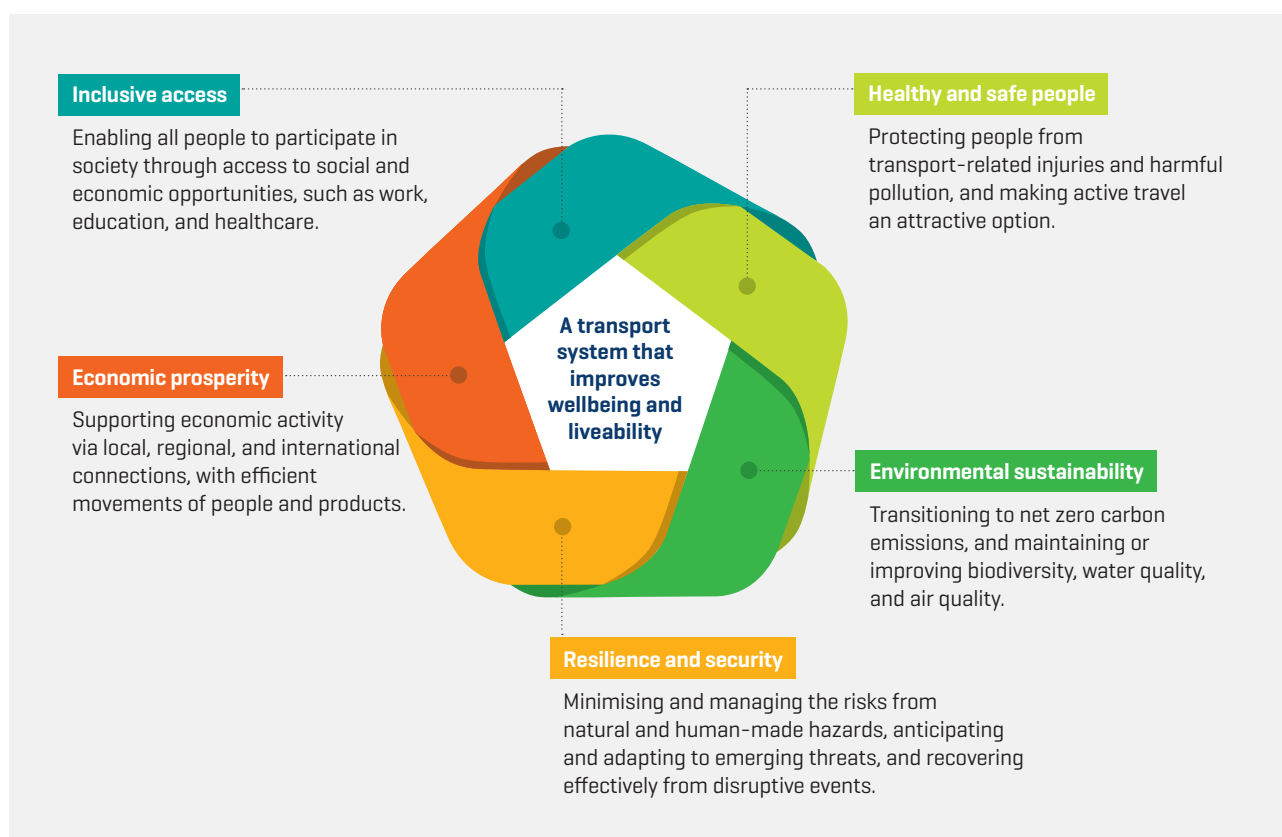 Inclusive access
Enabling all people to participate in
society through access to social and
economic opportunities, such as work,
education, and healthcare.
Healthy and safe people
Protecting people from
transport-related injuries and harmful
pollution, and making active travel
an attractive option.
A transport
system that
improves
wellbeing and
liveability
Economic prosperity
Supporting economic activity
via local, regional, and international
connections, with efficient
movements of people and products.
Environmental sustainability
Transitioning to net zero carbon
emissions, and maintaining or
improving biodiversity, water quality,
and air quality.
Resilience and security
Minimising and managing the risks from
natural and human-made hazards, anticipating
and adapting to emerging threats, and recovering
effectively from disruptive events.